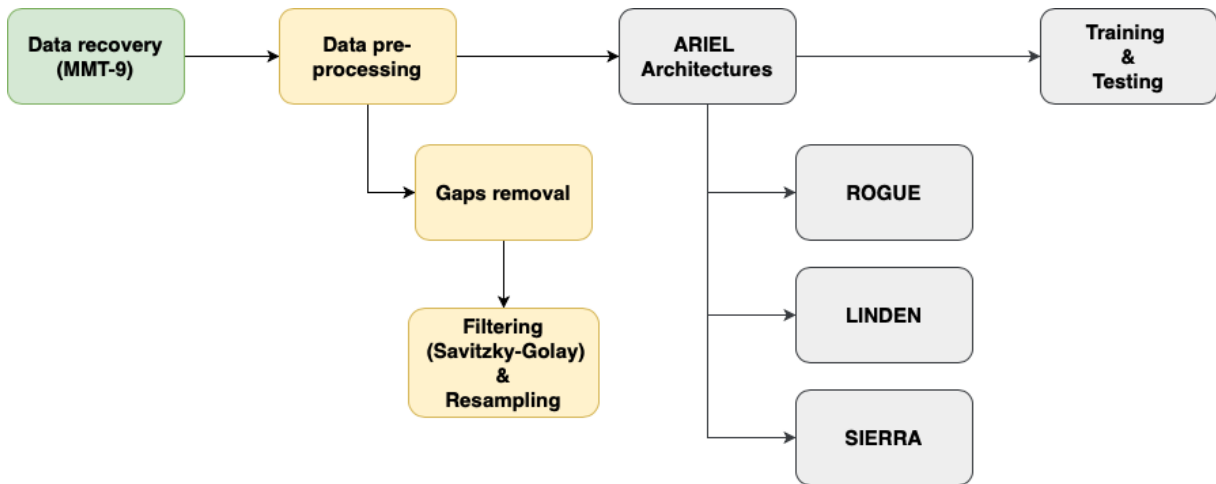 Data recovery
(MMT-9)
Data pre-
processing
ARIEL
Architectures
Training
&
Testing
Gaps removal
Filtering
(Savitzky-Golay)
&
Resampling
ROGUE
LINDEN
SIERRA